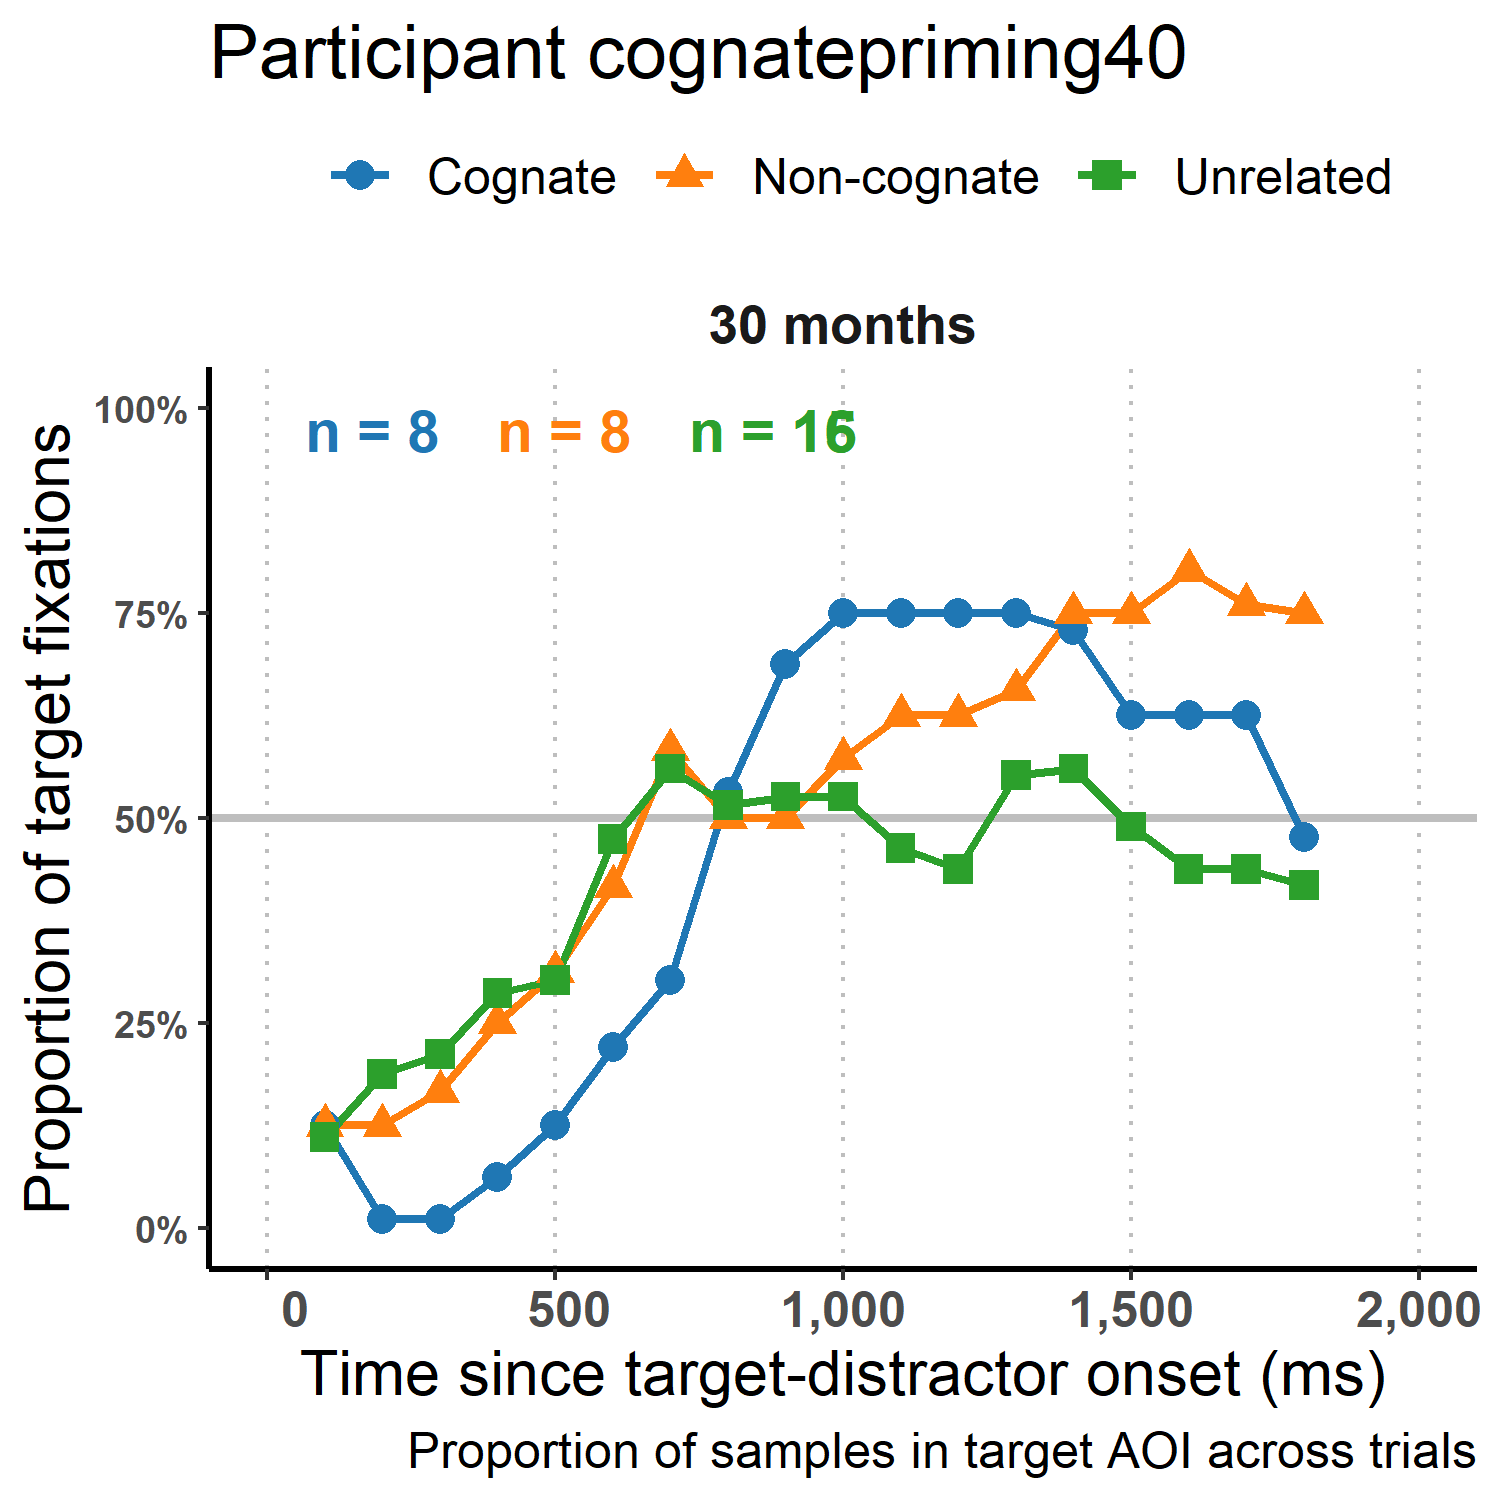 Participant cognatepriming40
Cognate Non-cognate Unrelated
30 months
n = 8 n = 8 n =
100%
75%
50%
25%
0%
Proportion of target fixations
0 500 1,000 1,500 2,000
Time since target-distractor onset (ms)
Proportion of samples in target AOI across trials